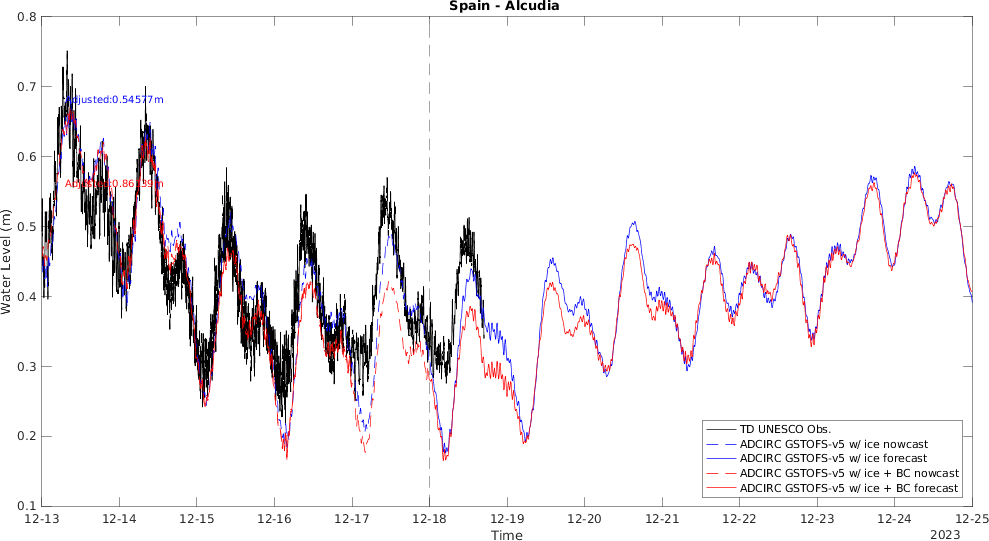 Spain - Alcudia
0.8
0.7
0.6
0.5
0.4
0.3
0.2
0.1
Water Level (m)
Adjusted:0.54577m
12-13
12-14
12-15
12-16
12-17
12-18
12-19
12-20
12-21
12-22
12-23
12-24
12-25
Time
2023
TD UNESCO Obs.
ADCIRC GSTOFS-v5 w/ ice nowcast
ADCIRC GSTOFS-v5 w/ ice forecast
ADCIRC GSTOFS-v5 w/ ice + BC nowcast
ADCIRC GSTOFS-v5 w/ ice + BC forecast